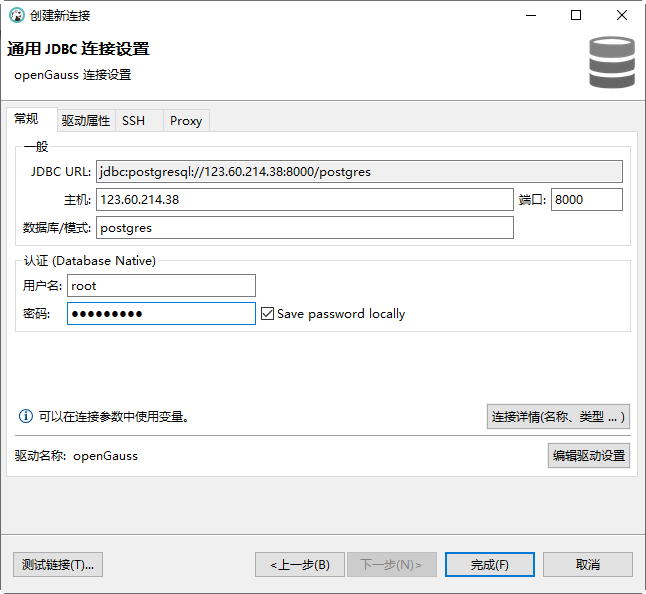 创建新连接
通用 JDBC 连接设置
openGauss 连接设置
常规 驱动属性 SSH Proxy
一般
JDBC URL: jdbc:postgresql://123.60.214.38:8000/postgres
主机: 123.60.214.38 端口: 8000
数据库/模式: postgres
认证 (Database Native)
用户名: root
密码: ●●●●●●●●● Save password locally
可以在连接参数中使用变量。 连接详情(名称、类型 ... )
驱动名称: openGauss 编辑驱动设置
测试链接(T)... <上一步(B) 下一步(N)> 完成(F) 取消